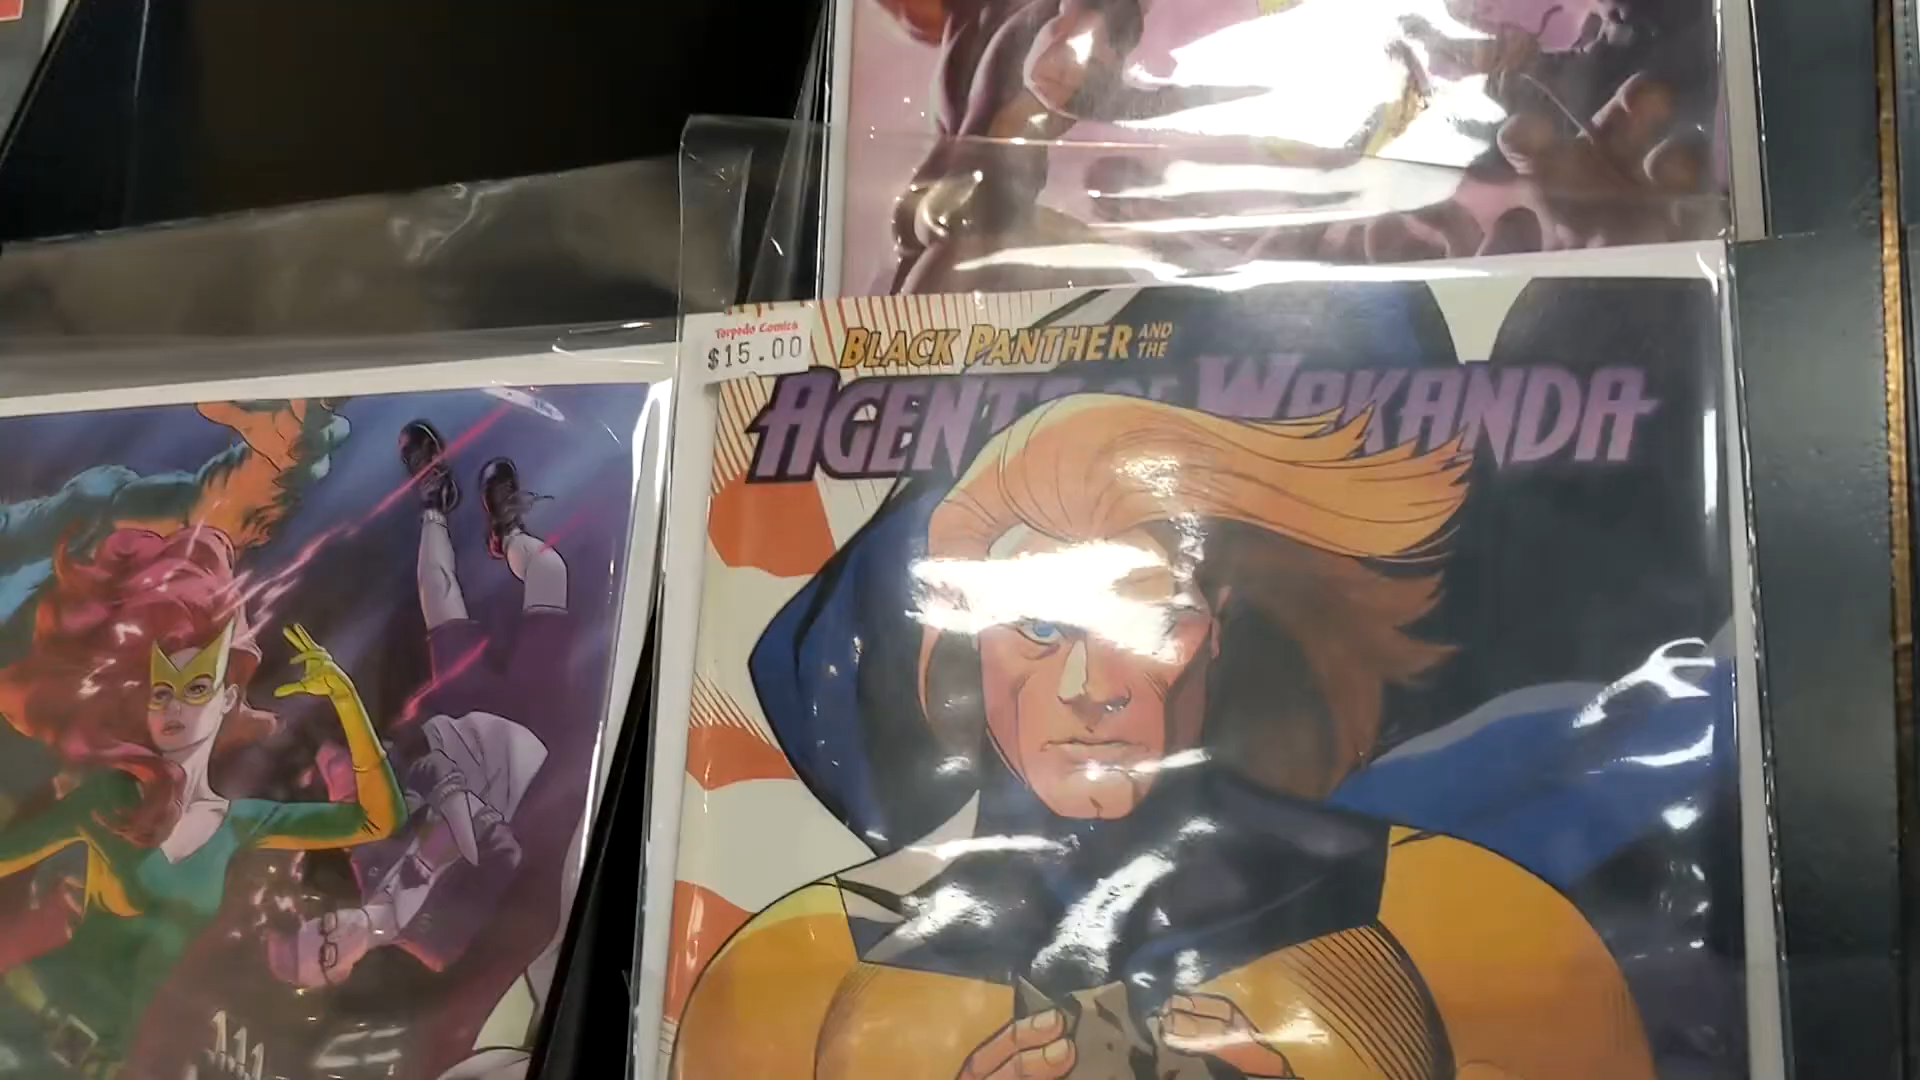 Torpedo Comics
$15.00
BLACK PANTHER AND THE
AGENTS OF WAKANDA